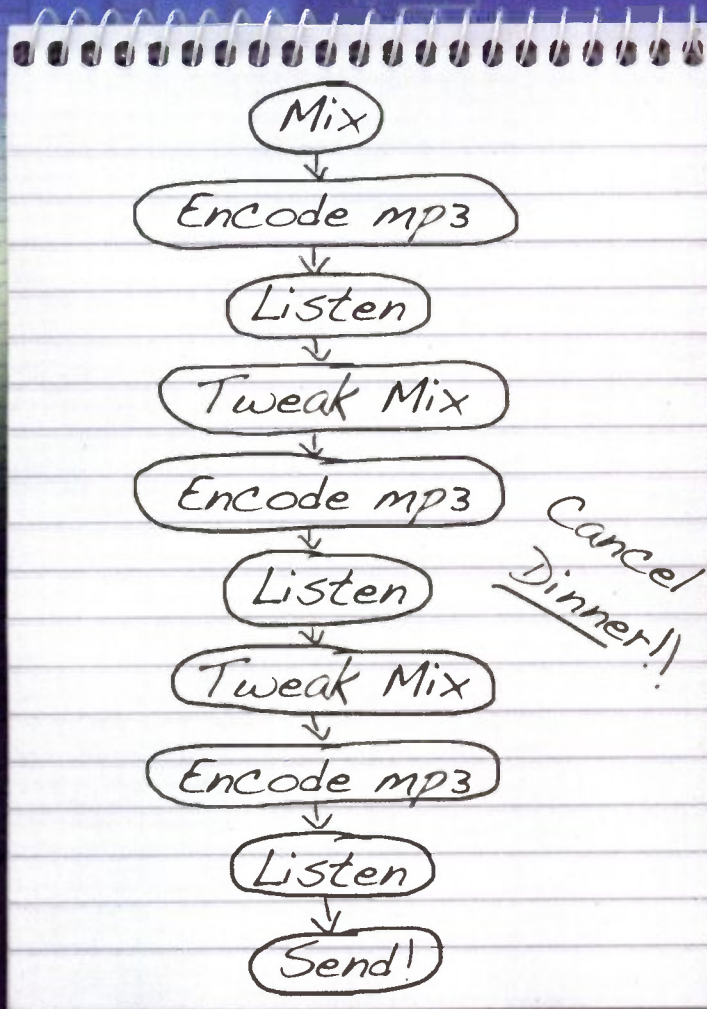 Mix
Encode mp3
Listen
Tweak Mix
Encode mp3
Listen
Tweak Mix
Encode mp3
Listen
Send!
Cancel
Dinner!!